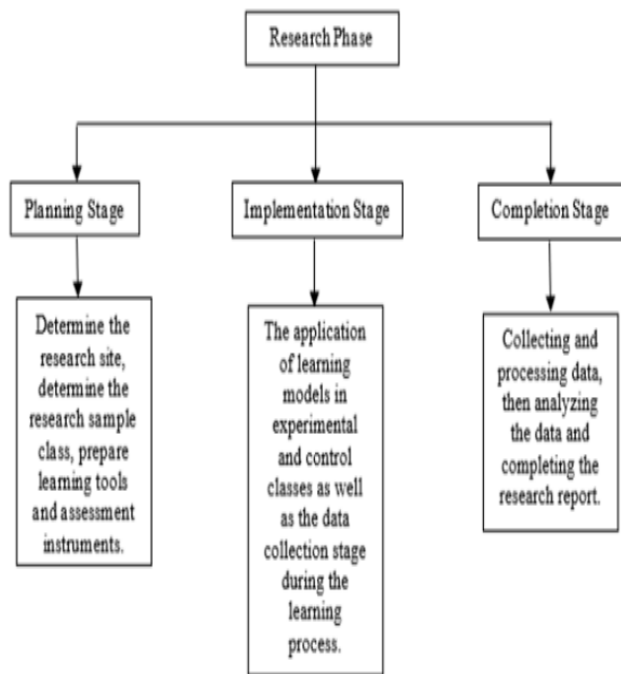 Research Phase
Planning Stage
Implementation Stage
Completion Stage
Determine the
research site,
determine the
research sample
class, prepare
learning tools
and assessment
instruments.
The application
of learning
models in
experimental
and control
classes as well
as the data
collection stage
during the
learning
process.
Collecting and
processing data,
then analyzing
the data and
completing the
research report.